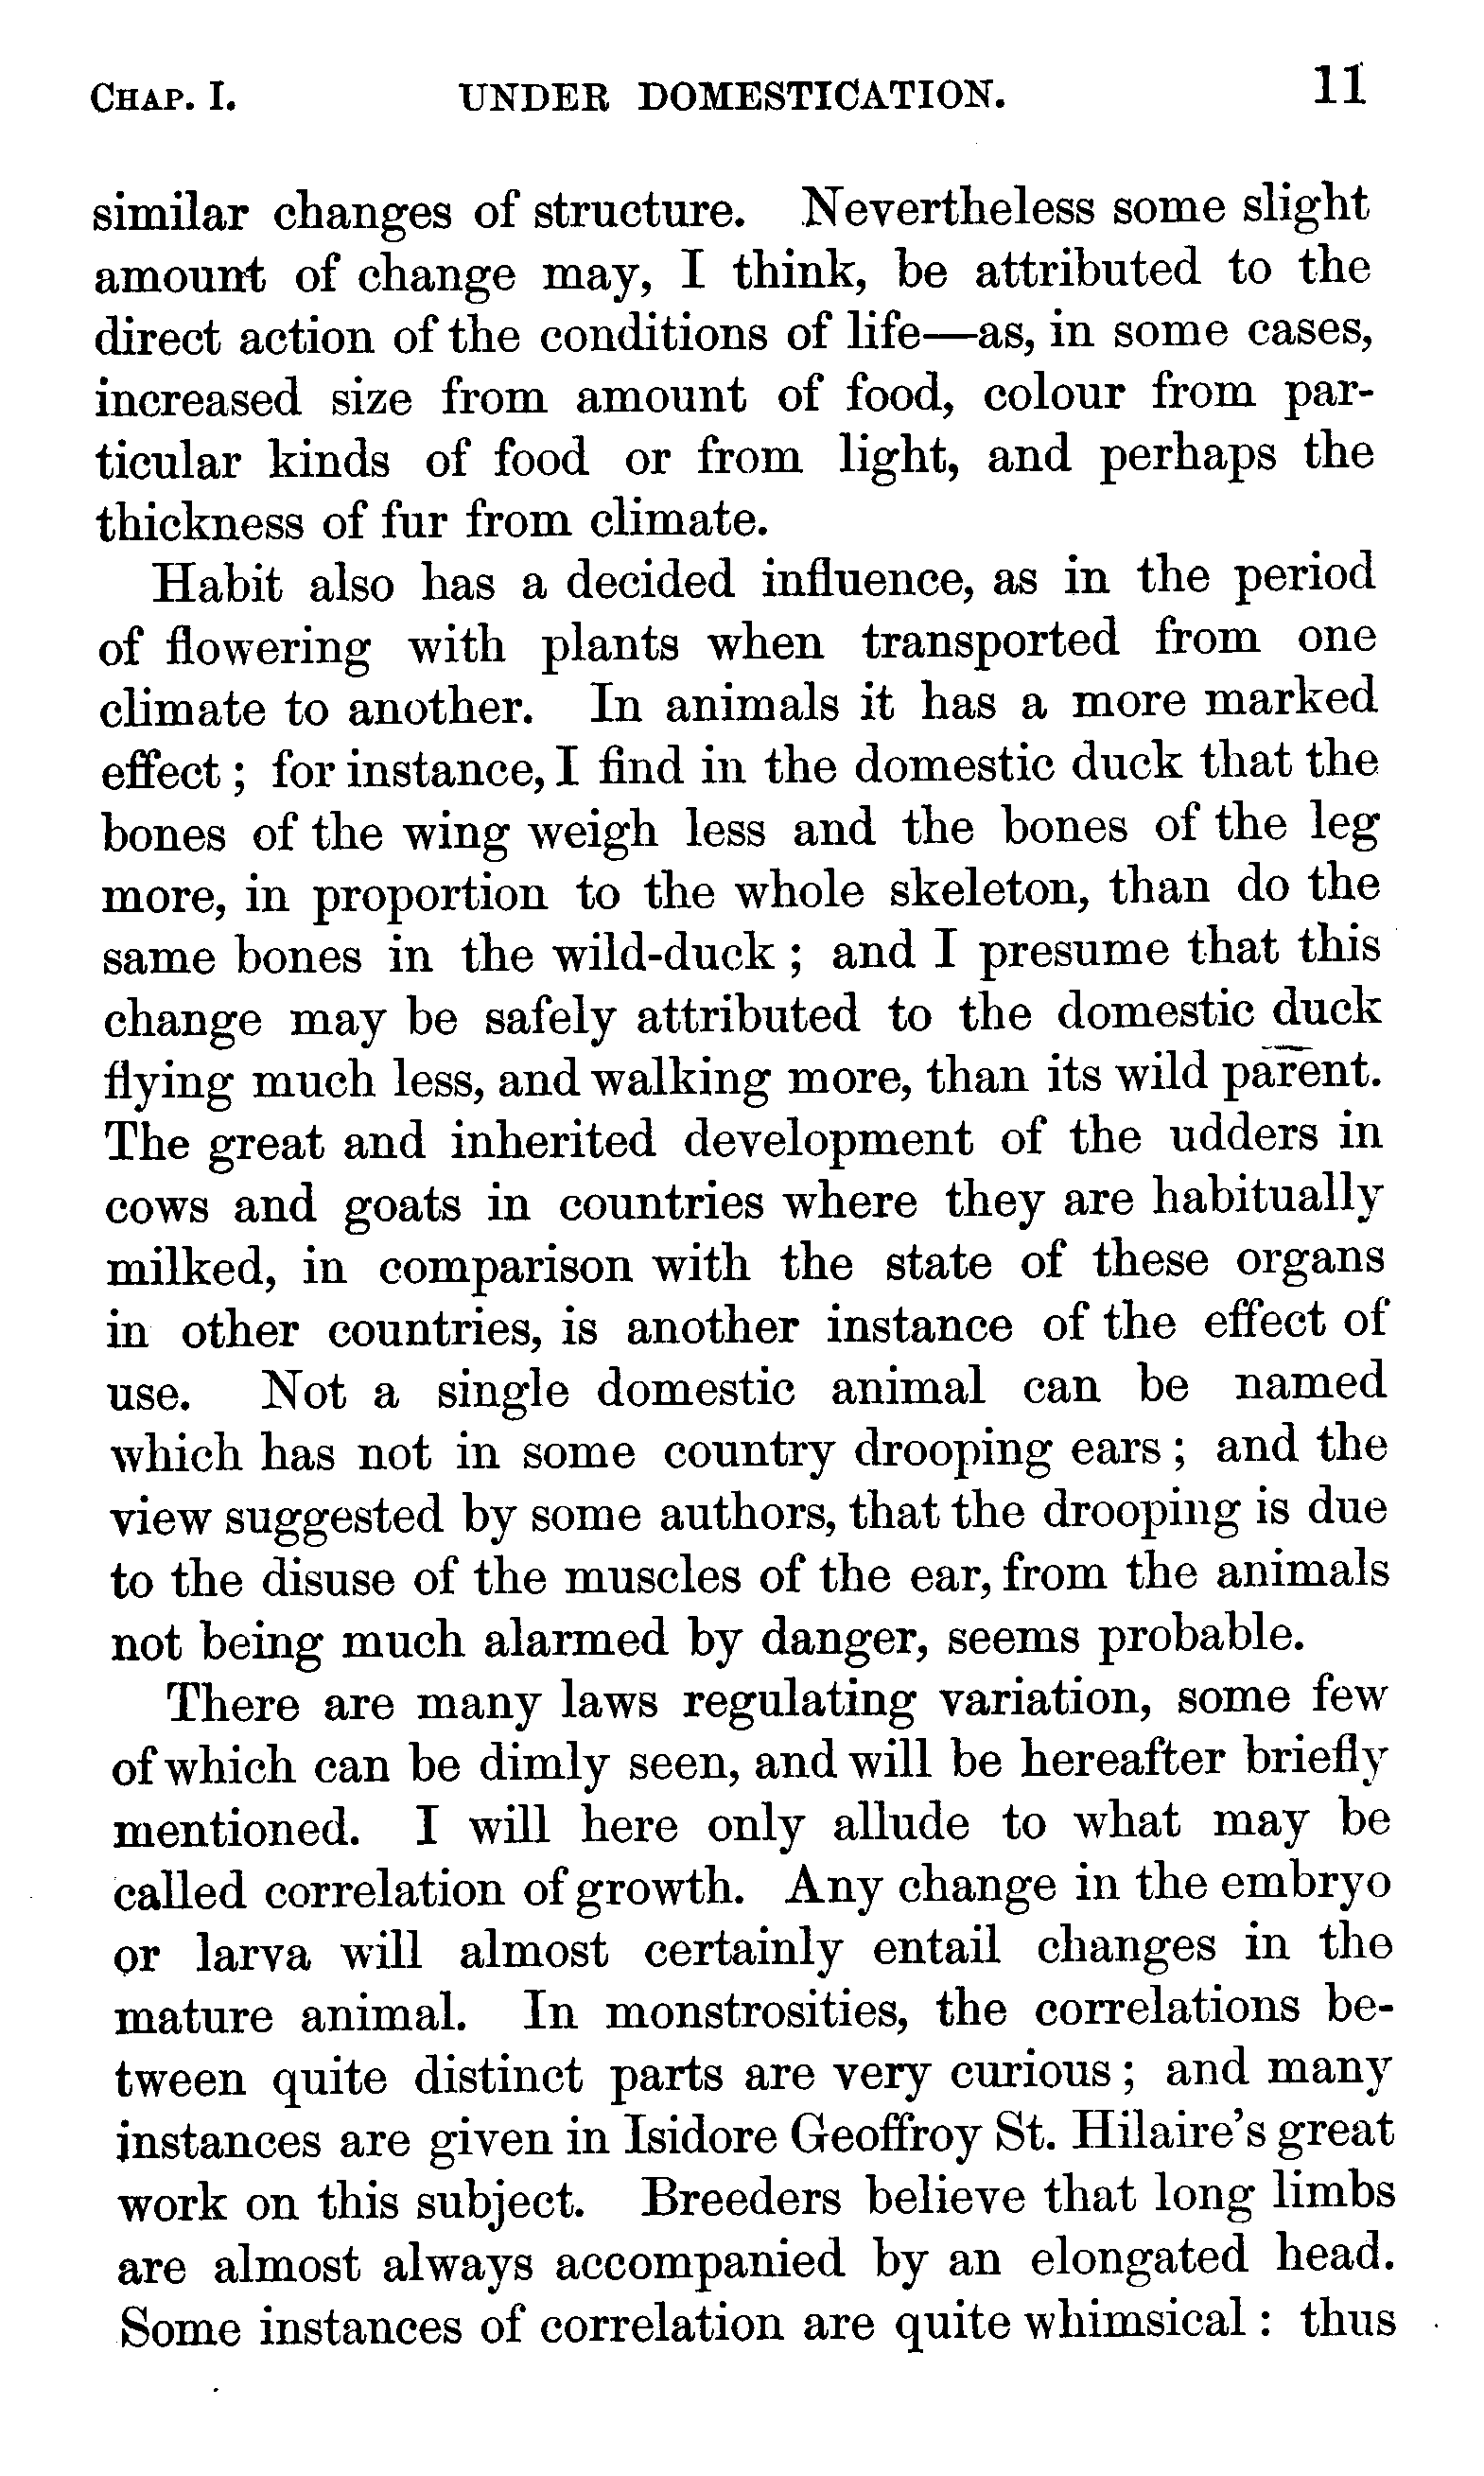 CHAP. I. UNDER DOMESTICATION. 11
similar changes of structure. Nevertheless some slight
amount of change may, I think, be attributed to the
direct action of the conditions of life—as, in some cases,
increased size from amount of food, colour from par-
ticular kinds of food or from light, and perhaps the
thickness of fur from climate.
Habit also has a decided influence, as in the period
of flowering with plants when transported from one
climate to another. In animals it has a more marked
effect; for instance, I find in the domestic duck that the
bones of the wing weigh less and the bones of the leg
more, in proportion to the whole skeleton, than do the
same bones in the wild-duck; and I presume that this
change may be safely attributed to the domestic duck
flying much less, and walking more, than its wild parent.
The great and inherited development of the udders in
cows and goats in countries where they are habitually
milked, in comparison with the state of these organs
in other countries, is another instance of the effect of
use. Not a single domestic animal can be named
which has not in some country drooping ears; and the
view suggested by some authors, that the drooping is due
to the disuse of the muscles of the ear, from the animals
not being much alarmed by danger, seems probable.
There are many laws regulating variation, some few
of which can be dimly seen, and will be hereafter briefly
mentioned. I will here only allude to what may be
called correlation of growth. Any change in the embryo
or larva will almost certainly entail changes in the
mature animal. In monstrosities, the correlations be-
tween quite distinct parts are very curious; and many
instances are given in Isidore Geoffroy St. Hilaire's great
work on this subject. Breeders believe that long limbs
are almost always accompanied by an elongated head.
Some instances of correlation are quite whimsical: thus